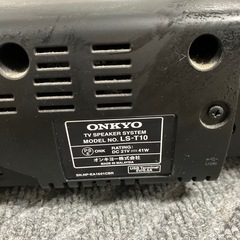 ONKYO
TV SPEAKER SYSTEM
MODEL NO. LS-T10
RATING:
DC 21V ⎓ 41W
オンキヨー株式会社
MADE IN MALAYSIA